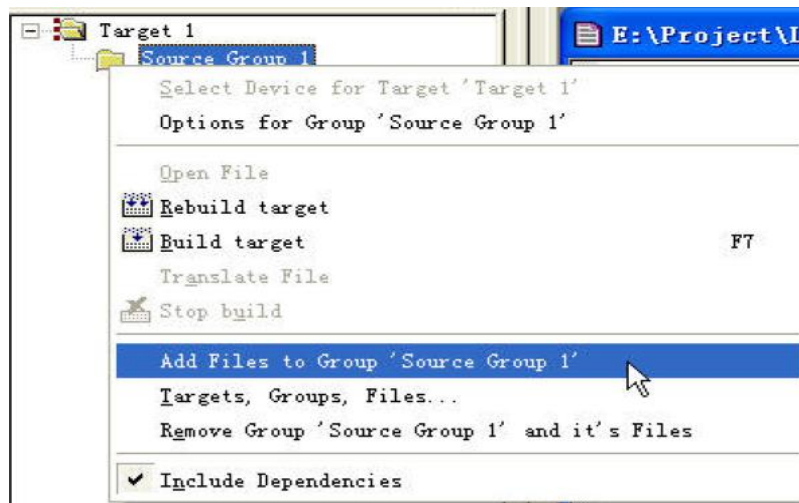 Target 1
Source Group 1
E:\Project\
Select Device for Target 'Target 1'
Options for Group 'Source Group 1'
Open File
Rebuild target
Build target F7
Translate File
Stop build
Add Files to Group 'Source Group 1'
Targets, Groups, Files...
Remove Group 'Source Group 1' and it's Files
Include Dependencies